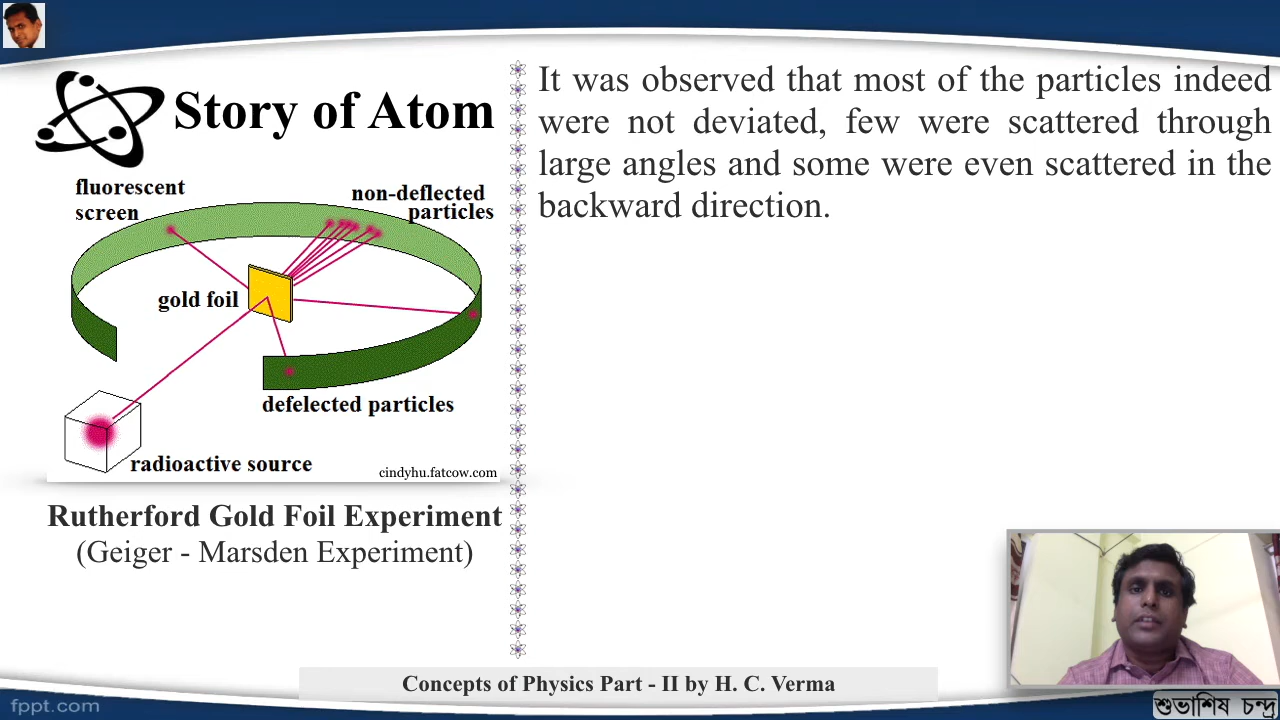 Story of Atom
fluorescent
screen
non-deflected
particles
gold foil
defelected particles
radioactive source
cindyhu.fatcow.com
Rutherford Gold Foil Experiment
(Geiger - Marsden Experiment)
It was observed that most of the particles indeed
were not deviated, few were scattered through
large angles and some were even scattered in the
backward direction.
Concepts of Physics Part - II by H. C. Verma
fppt.com
শুভাশিষ চন্দ্র